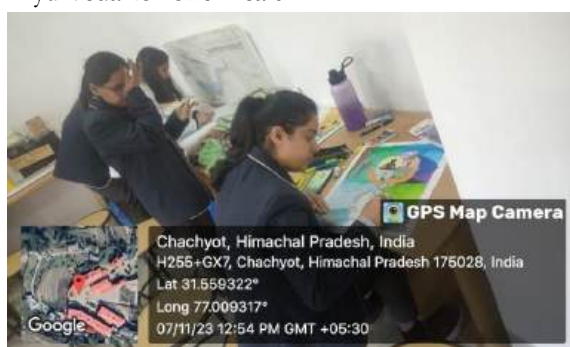 GPS Map Camera
Chachyot, Himachal Pradesh, India
H255+GX7, Chachyot, Himachal Pradesh 175028, India
Lat 31.559322°
Long 77.009317°
07/11/23 12:54 PM GMT +05:30
Google